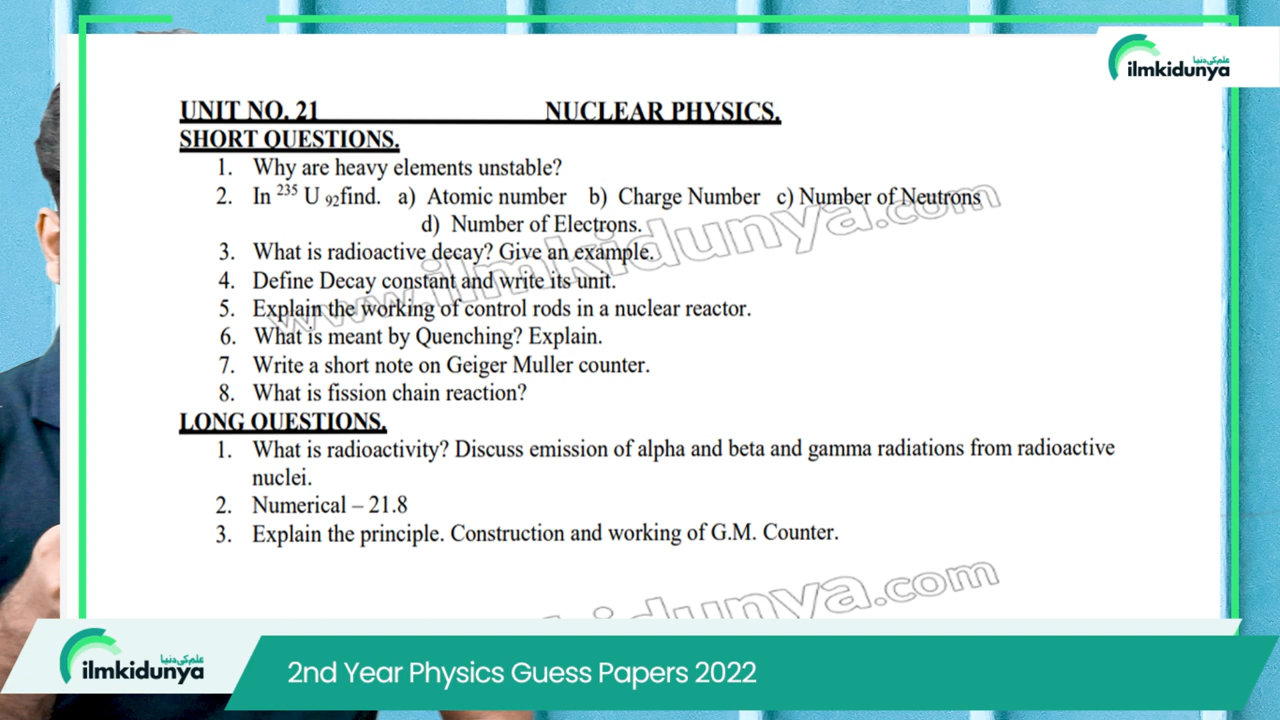 علم کی دنیا
ilmkidunya
UNIT NO. 21 NUCLEAR PHYSICS.
SHORT QUESTIONS.
1. Why are heavy elements unstable?
2. In ²³⁵ U ₉₂find. a) Atomic number b) Charge Number c) Number of Neutrons
d) Number of Electrons.
3. What is radioactive decay? Give an example.
4. Define Decay constant and write its unit.
5. Explain the working of control rods in a nuclear reactor.
6. What is meant by Quenching? Explain.
7. Write a short note on Geiger Muller counter.
8. What is fission chain reaction?
www.ilmkidunya.com
LONG QUESTIONS.
1. What is radioactivity? Discuss emission of alpha and beta and gamma radiations from radioactive
nuclei.
2. Numerical – 21.8
3. Explain the principle. Construction and working of G.M. Counter.
kidunya.com
علم کی دنیا
ilmkidunya
2nd Year Physics Guess Papers 2022